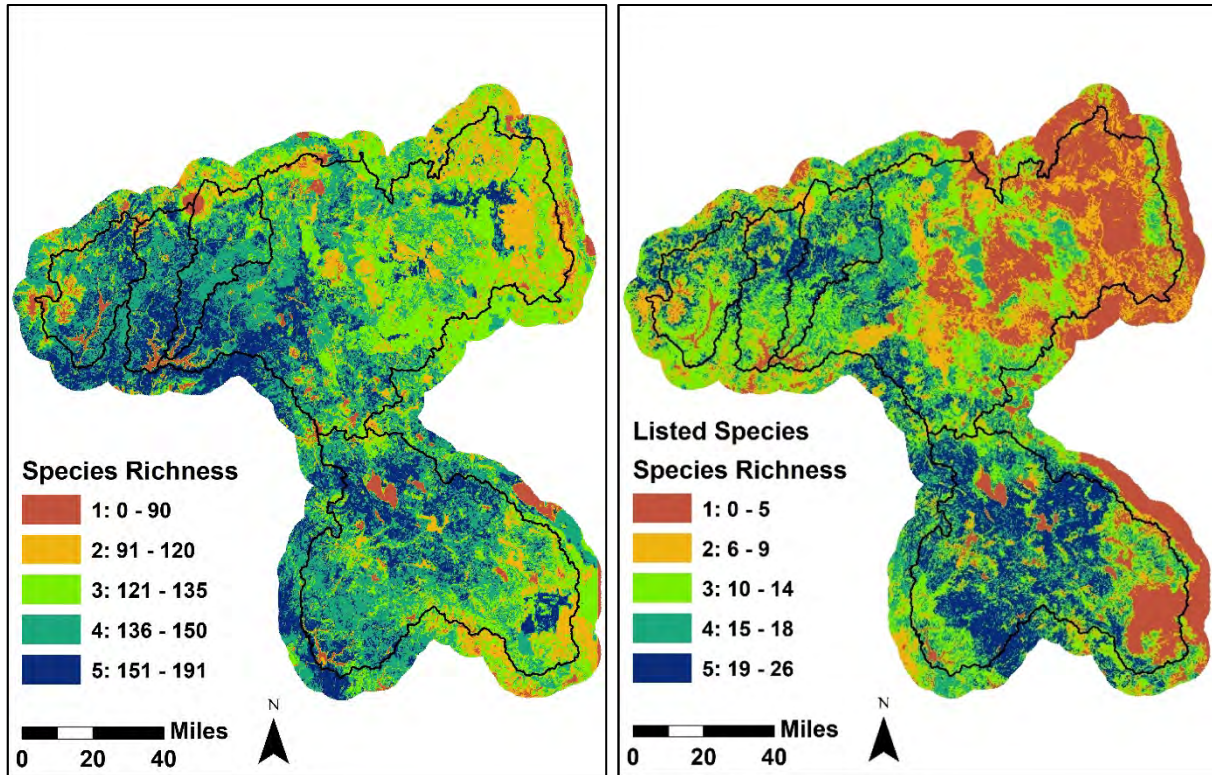 Species Richness
1: 0 - 90
2: 91 - 120
3: 121 - 135
4: 136 - 150
5: 151 - 191
Miles
0 20 40
N
Listed Species
Species Richness
1: 0 - 5
2: 6 - 9
3: 10 - 14
4: 15 - 18
5: 19 - 26
Miles
0 20 40
N